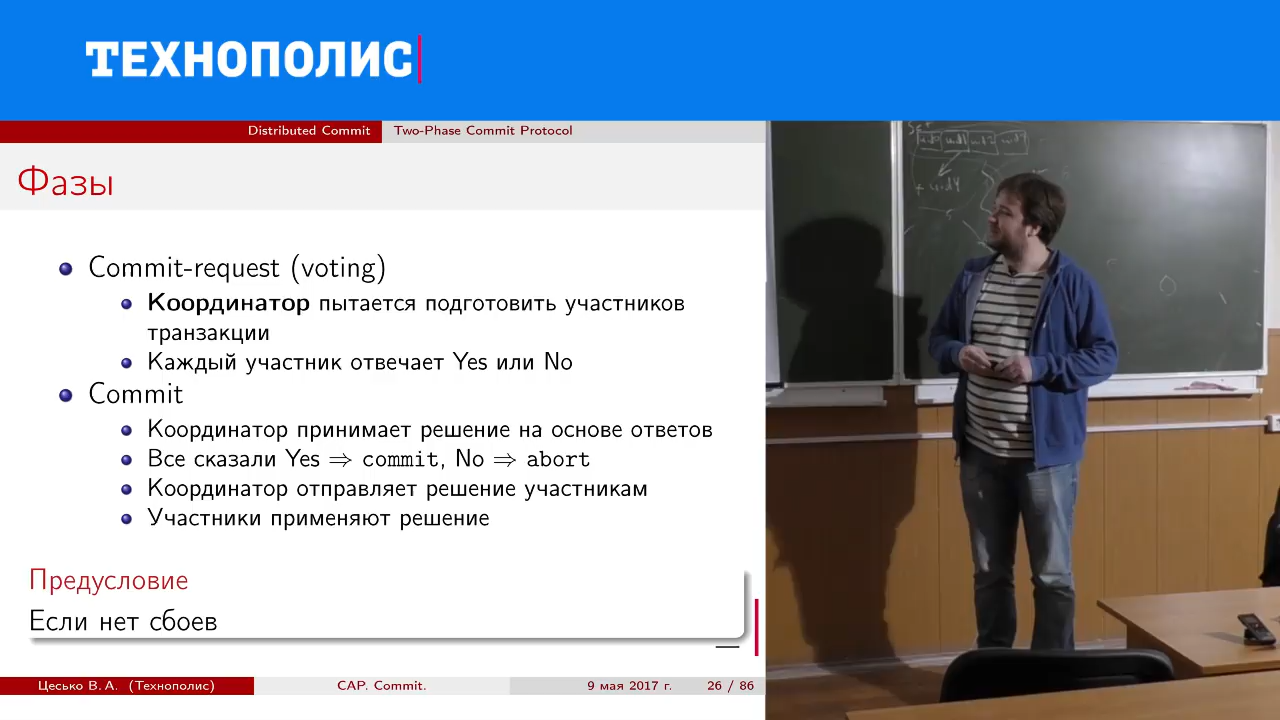 ТЕХНОПОЛИС
Distributed Commit
Two-Phase Commit Protocol
Фазы
Commit-request (voting)
Координатор пытается подготовить участников
транзакции
Каждый участник отвечает Yes или No
Commit
Координатор принимает решение на основе ответов
Все сказали Yes ⇒ commit, No ⇒ abort
Координатор отправляет решение участникам
Участники применяют решение
Предусловие
Если нет сбоев
Цесько В. А. (Технополис)
CAP. Commit.
9 мая 2017 г.
26 / 86